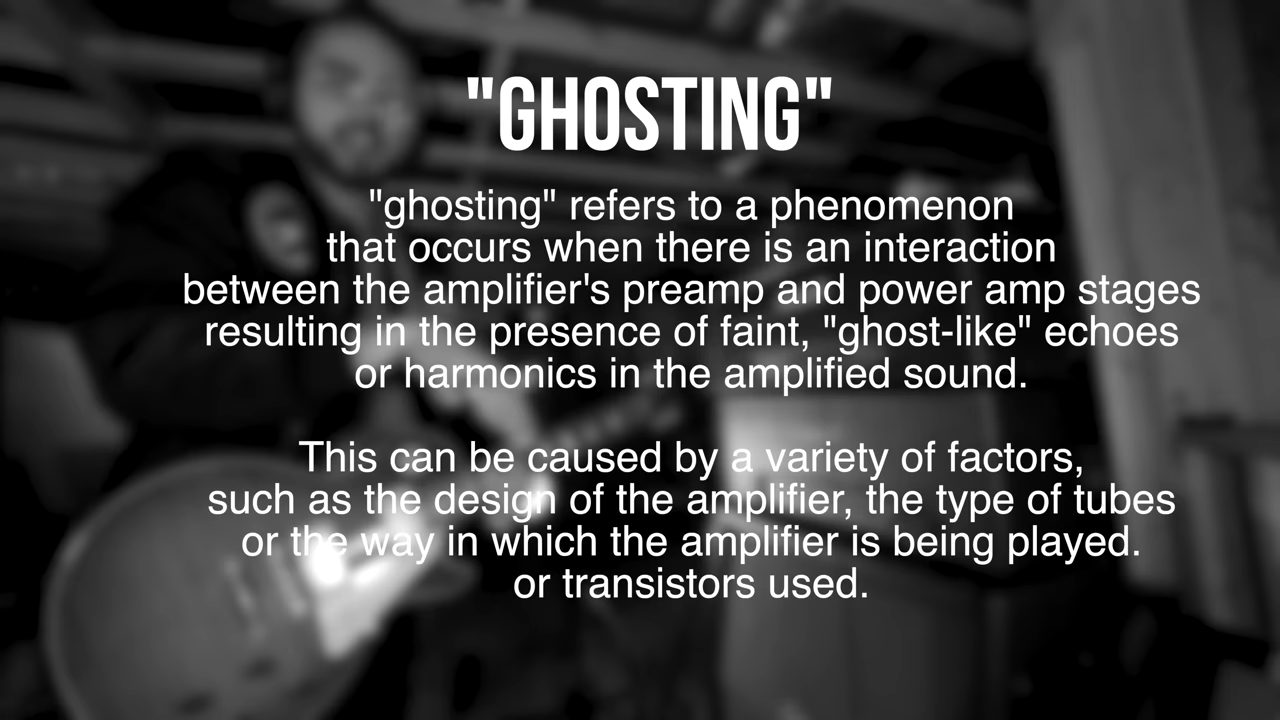 "GHOSTING"
"ghosting" refers to a phenomenon
that occurs when there is an interaction
between the amplifier's preamp and power amp stages
resulting in the presence of faint, "ghost-like" echoes
or harmonics in the amplified sound.
This can be caused by a variety of factors,
such as the design of the amplifier, the type of tubes
or the way in which the amplifier is being played.
or transistors used.